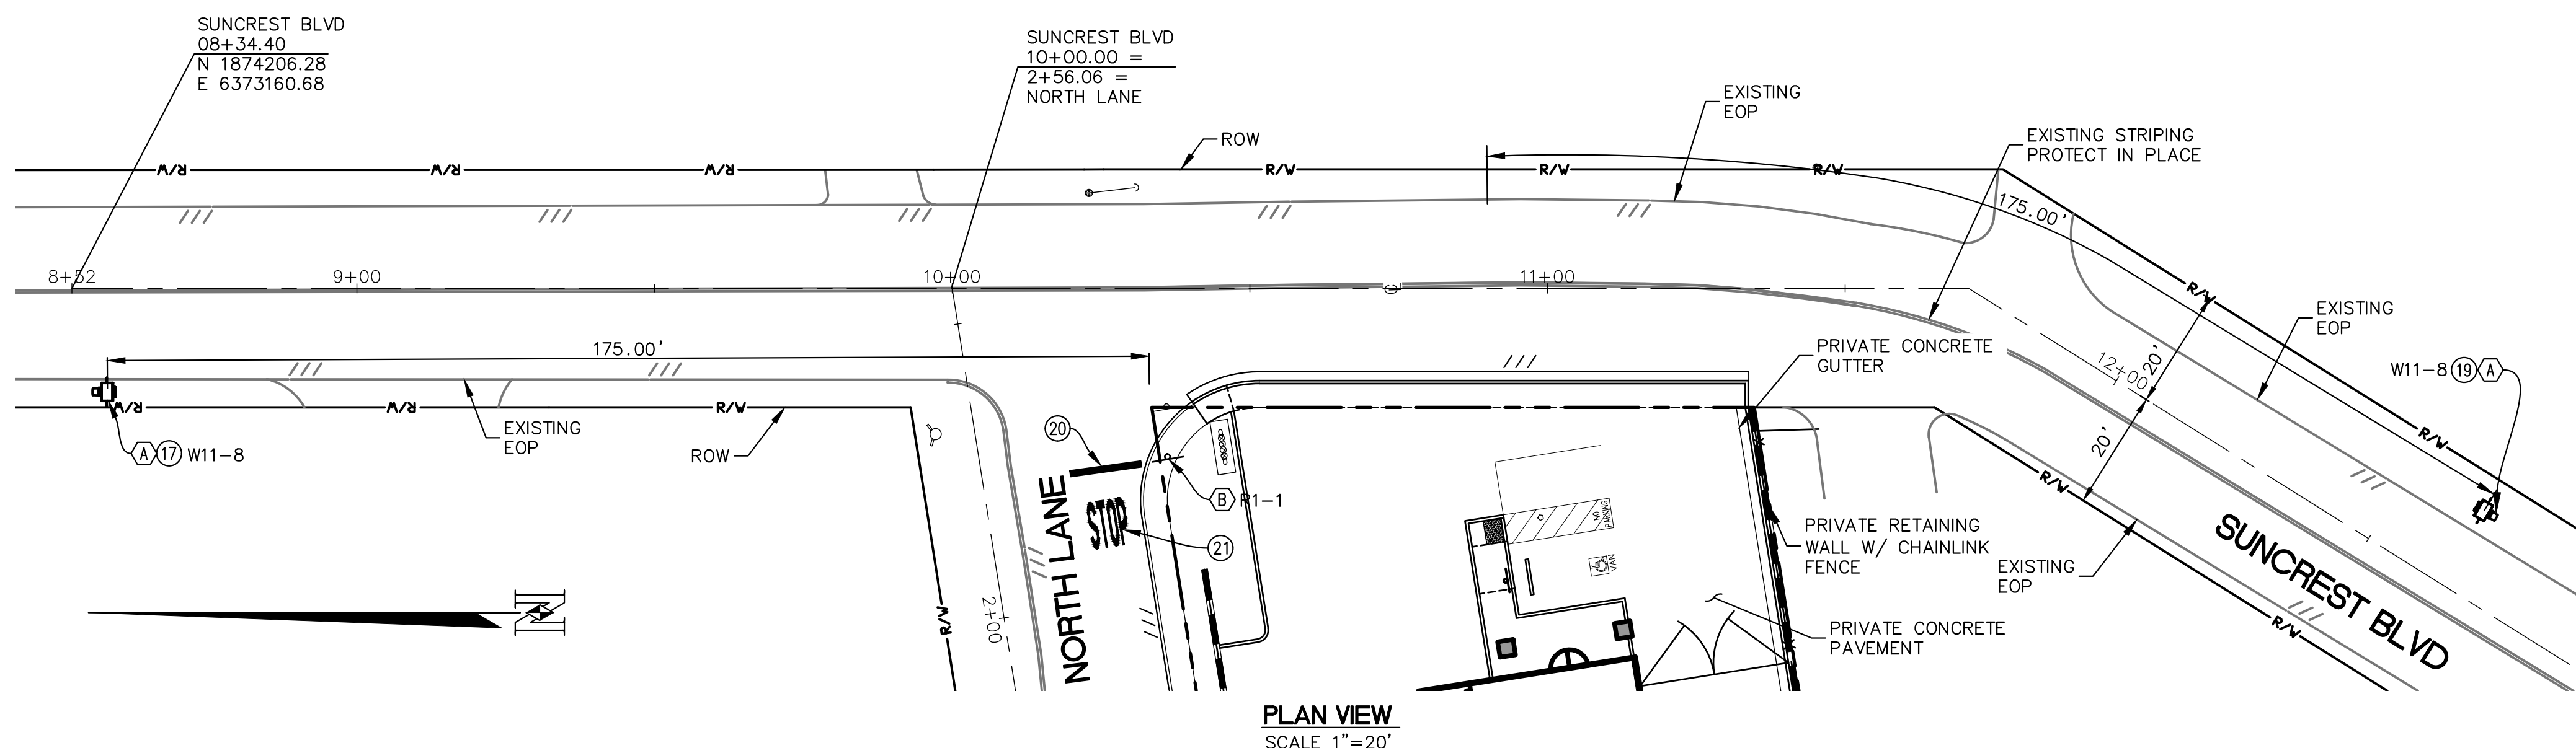 SUNCREST BLVD
08+34.40
N 1874206.28
E 6373160.68
SUNCREST BLVD
10+00.00 =
2+56.06 =
NORTH LANE
EXISTING
EOP
ROW
EXISTING STRIPING
PROTECT IN PLACE
R/W
R/W
R/W
R/W
R/W
R/W
175.00'
8+52
9+00
10+00
11+00
12+00
R/W
20'
20'
EXISTING
EOP
175.00'
PRIVATE CONCRETE
GUTTER
W11-8 19 A
R/W
R/W
R/W
A 17 W11-8
EXISTING
EOP
ROW
20
B R1-1
STOP
21
NORTH LANE
2+00
R/W
NO
PARKING
VAN
PRIVATE RETAINING
WALL W/ CHAINLINK
FENCE
R/W
R/W
EXISTING
EOP
SUNCREST BLVD
R/W
N
PRIVATE CONCRETE
PAVEMENT
PLAN VIEW
SCALE 1"=20'